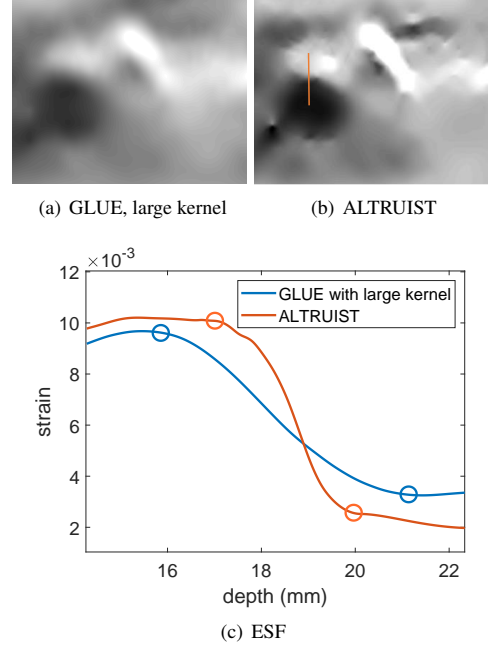 (a) GLUE, large kernel
(b) ALTRUIST
×10⁻³
12
10
8
6
4
2
strain
GLUE with large kernel
ALTRUIST
16
18
20
22
depth (mm)
(c) ESF